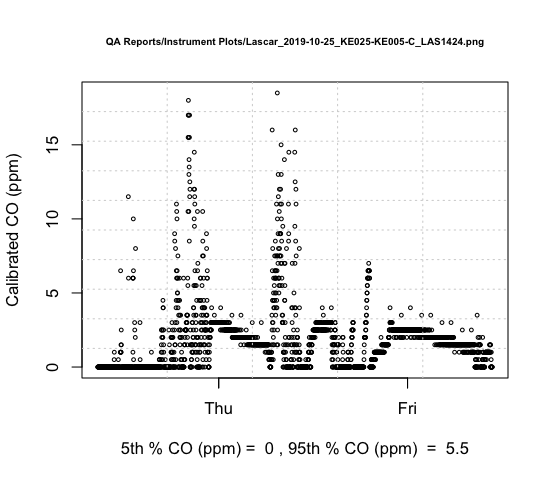 QA Reports/Instrument Plots/Lascar_2019-10-25_KE025-KE005-C_LAS1424.png
Calibrated CO (ppm)
15
10
5
0
Thu Fri
5th % CO (ppm) = 0 , 95th % CO (ppm) = 5.5